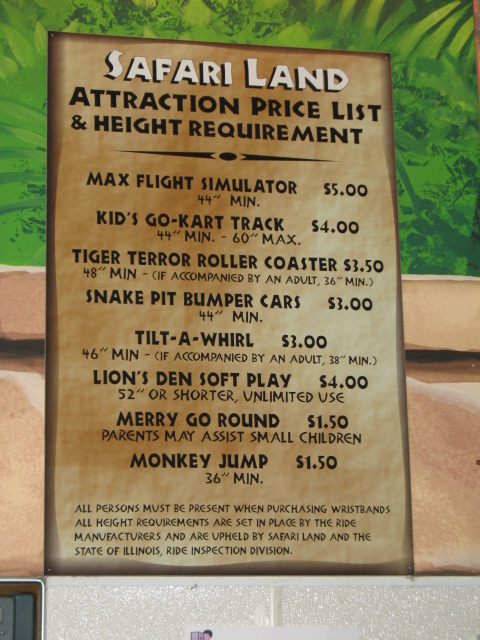 SAFARI LAND
ATTRACTION PRICE LIST
& HEIGHT REQUIREMENT
MAX FLIGHT SIMULATOR $5.00
44" MIN.
KID'S GO-KART TRACK $4.00
44" MIN. - 60" MAX.
TIGER TERROR ROLLER COASTER $3.50
48" MIN - (IF ACCOMPANIED BY AN ADULT, 36" MIN.)
SNAKE PIT BUMPER CARS $3.00
44" MIN.
TILT-A-WHIRL $3.00
46" MIN - (IF ACCOMPANIED BY AN ADULT, 38" MIN.)
LION'S DEN SOFT PLAY $4.00
52" OR SHORTER, UNLIMITED USE
MERRY GO ROUND $1.50
PARENTS MAY ASSIST SMALL CHILDREN
MONKEY JUMP $1.50
36" MIN.
ALL PERSONS MUST BE PRESENT WHEN PURCHASING WRISTBANDS
ALL HEIGHT REQUIREMENTS ARE SET IN PLACE BY THE RIDE
MANUFACTURERS AND ARE UPHELD BY SAFARI LAND AND THE
STATE OF ILLINOIS, RIDE INSPECTION DIVISION.